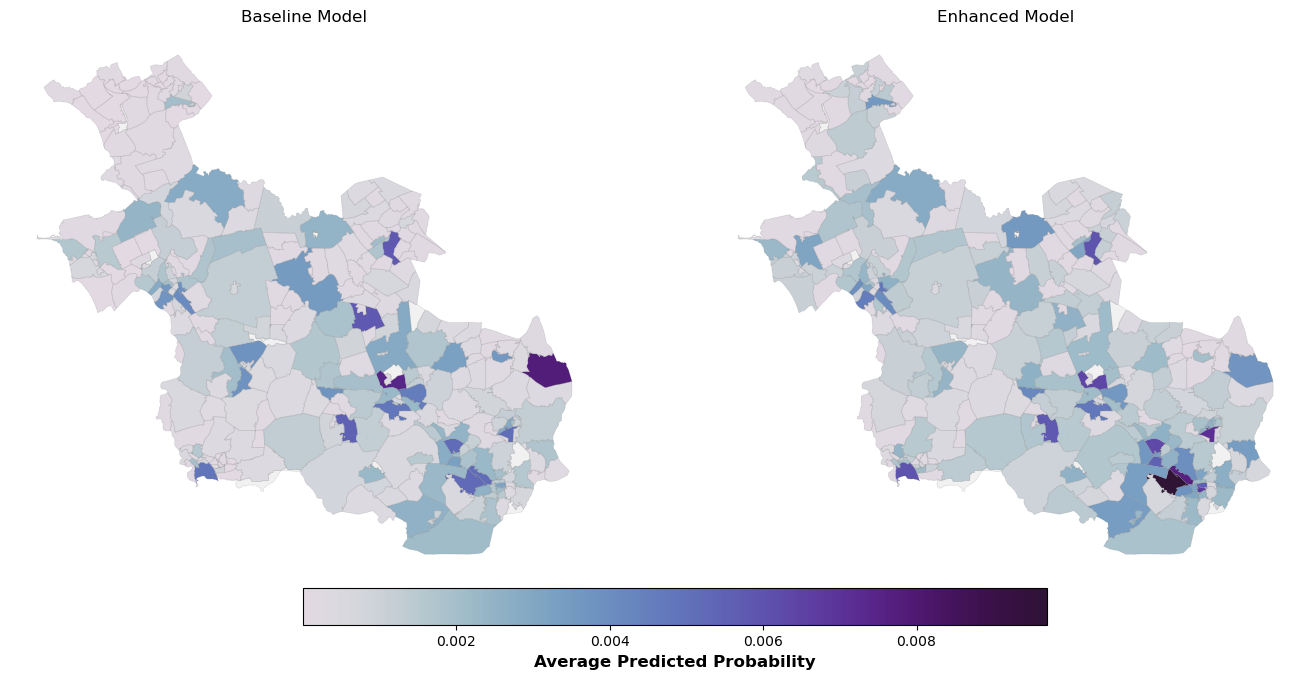 Baseline Model
Enhanced Model
0.002
0.004
0.006
0.008
Average Predicted Probability